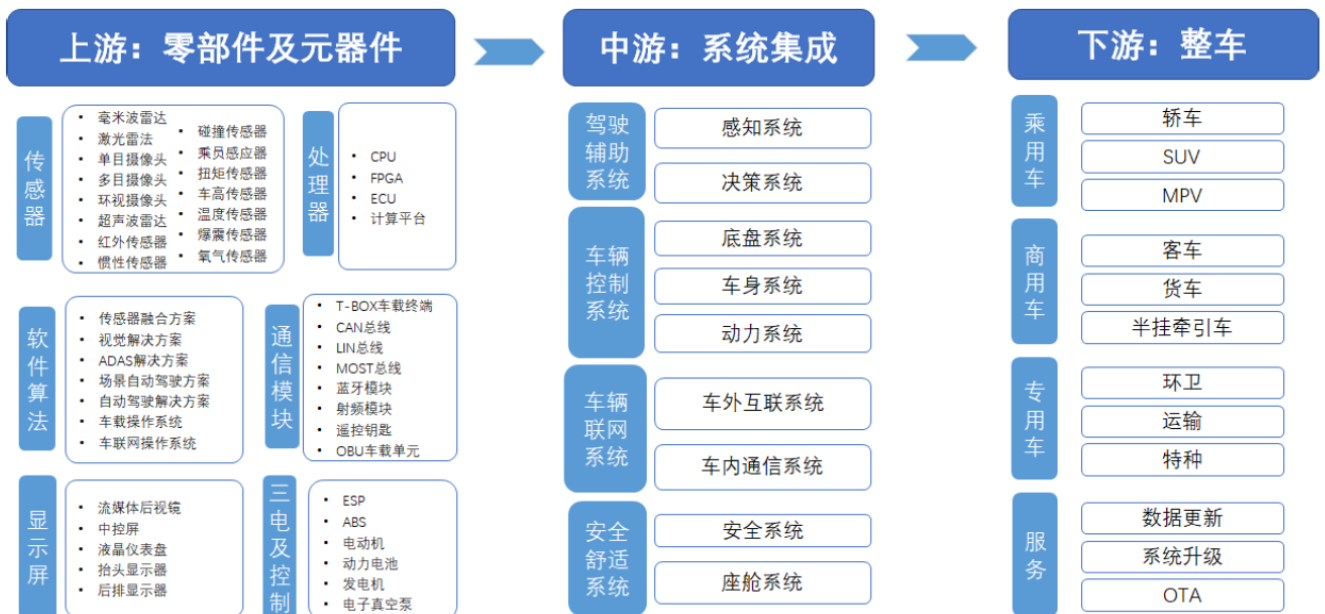 上游：零部件及元器件
中游：系统集成
下游：整车
传感器
毫米波雷达
激光雷法
单目摄像头
多目摄像头
环视摄像头
超声波雷达
红外传感器
惯性传感器
碰撞传感器
乘员感应器
扭矩传感器
车高传感器
温度传感器
爆震传感器
氧气传感器
处理器
CPU
FPGA
ECU
计算平台
软件算法
传感器融合方案
视觉解决方案
ADAS解决方案
场景自动驾驶方案
自动驾驶解决方案
车载操作系统
车联网操作系统
通信模块
T-BOX车载终端
CAN总线
LIN总线
MOST总线
蓝牙模块
射频模块
遥控钥匙
OBU车载单元
显示屏
流媒体后视镜
中控屏
液晶仪表盘
抬头显示器
后排显示器
三电及控制
ESP
ABS
电动机
动力电池
发电机
电子真空泵
驾驶辅助系统
感知系统
决策系统
车辆控制系统
底盘系统
车身系统
动力系统
车辆联网系统
车外互联系统
车内通信系统
安全舒适系统
安全系统
座舱系统
乘用车
轿车
SUV
MPV
商用车
客车
货车
半挂牵引车
专用车
环卫
运输
特种
服务
数据更新
系统升级
OTA